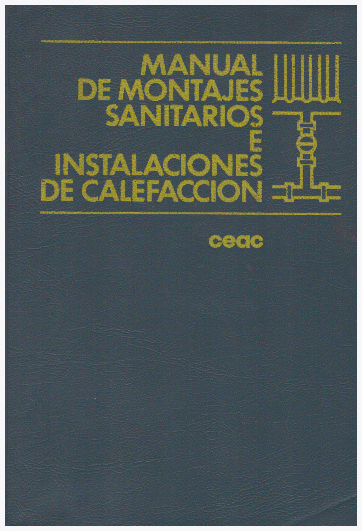 MANUAL
DE MONTAJES
SANITARIOS
E
INSTALACIONES
DE CALEFACCION
ceac